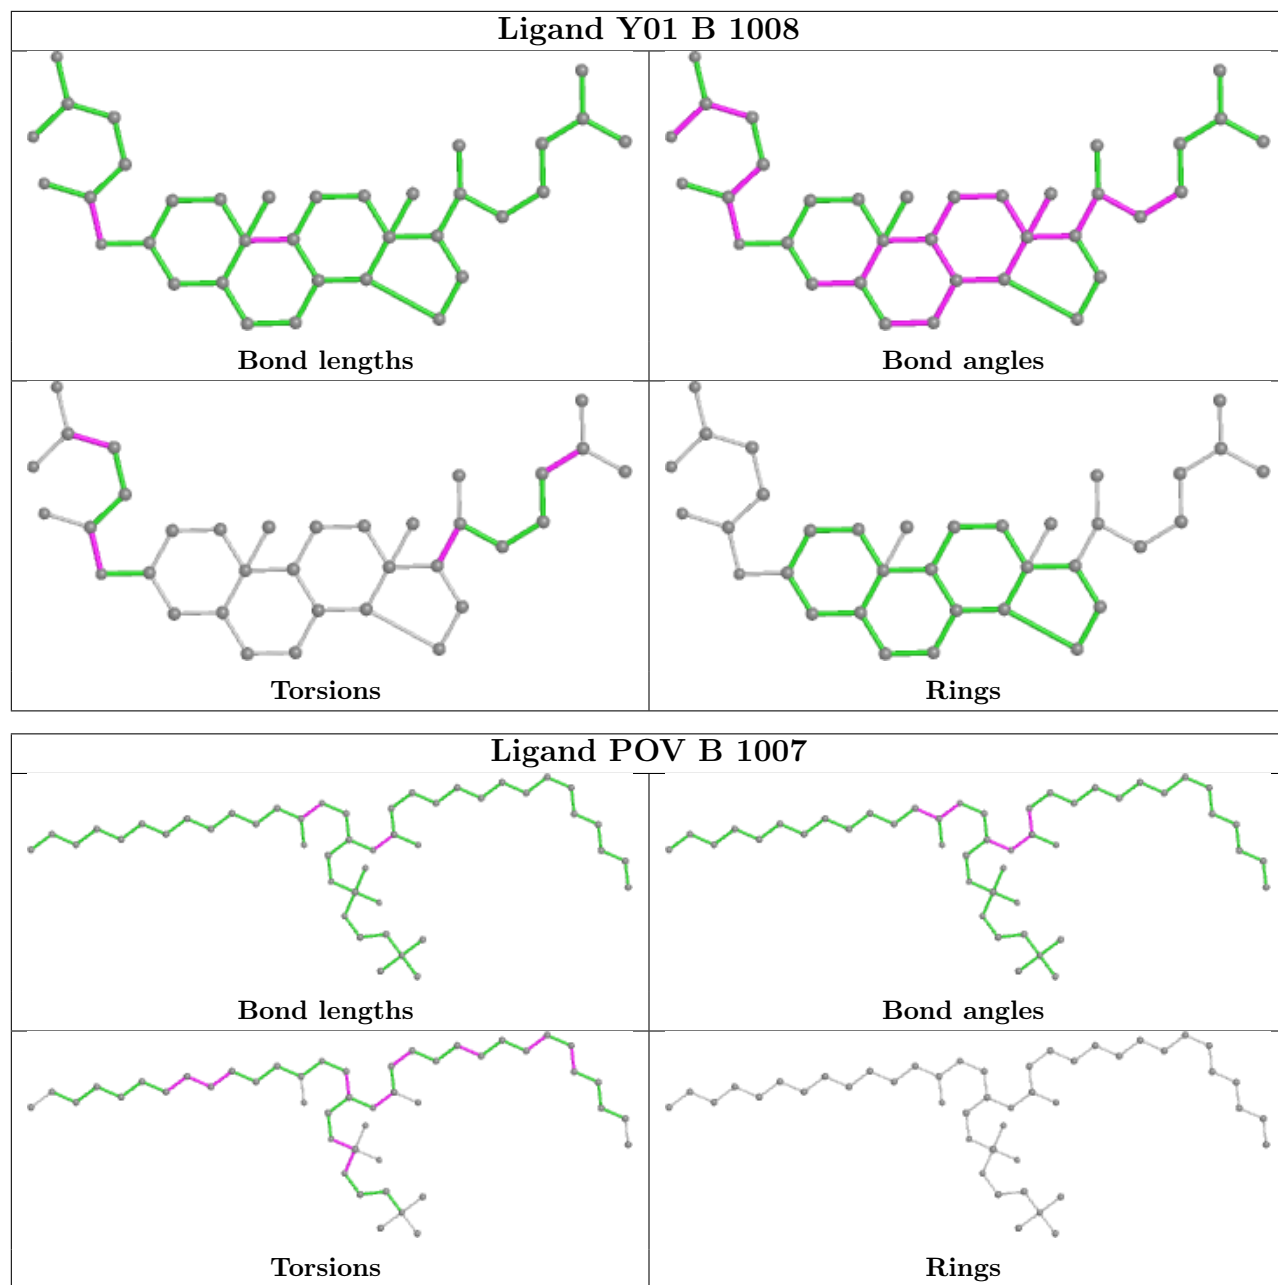 Ligand Y01 B 1008
Bond lengths
Bond angles
Torsions
Rings
Ligand POV B 1007
Bond lengths
Bond angles
Torsions
Rings